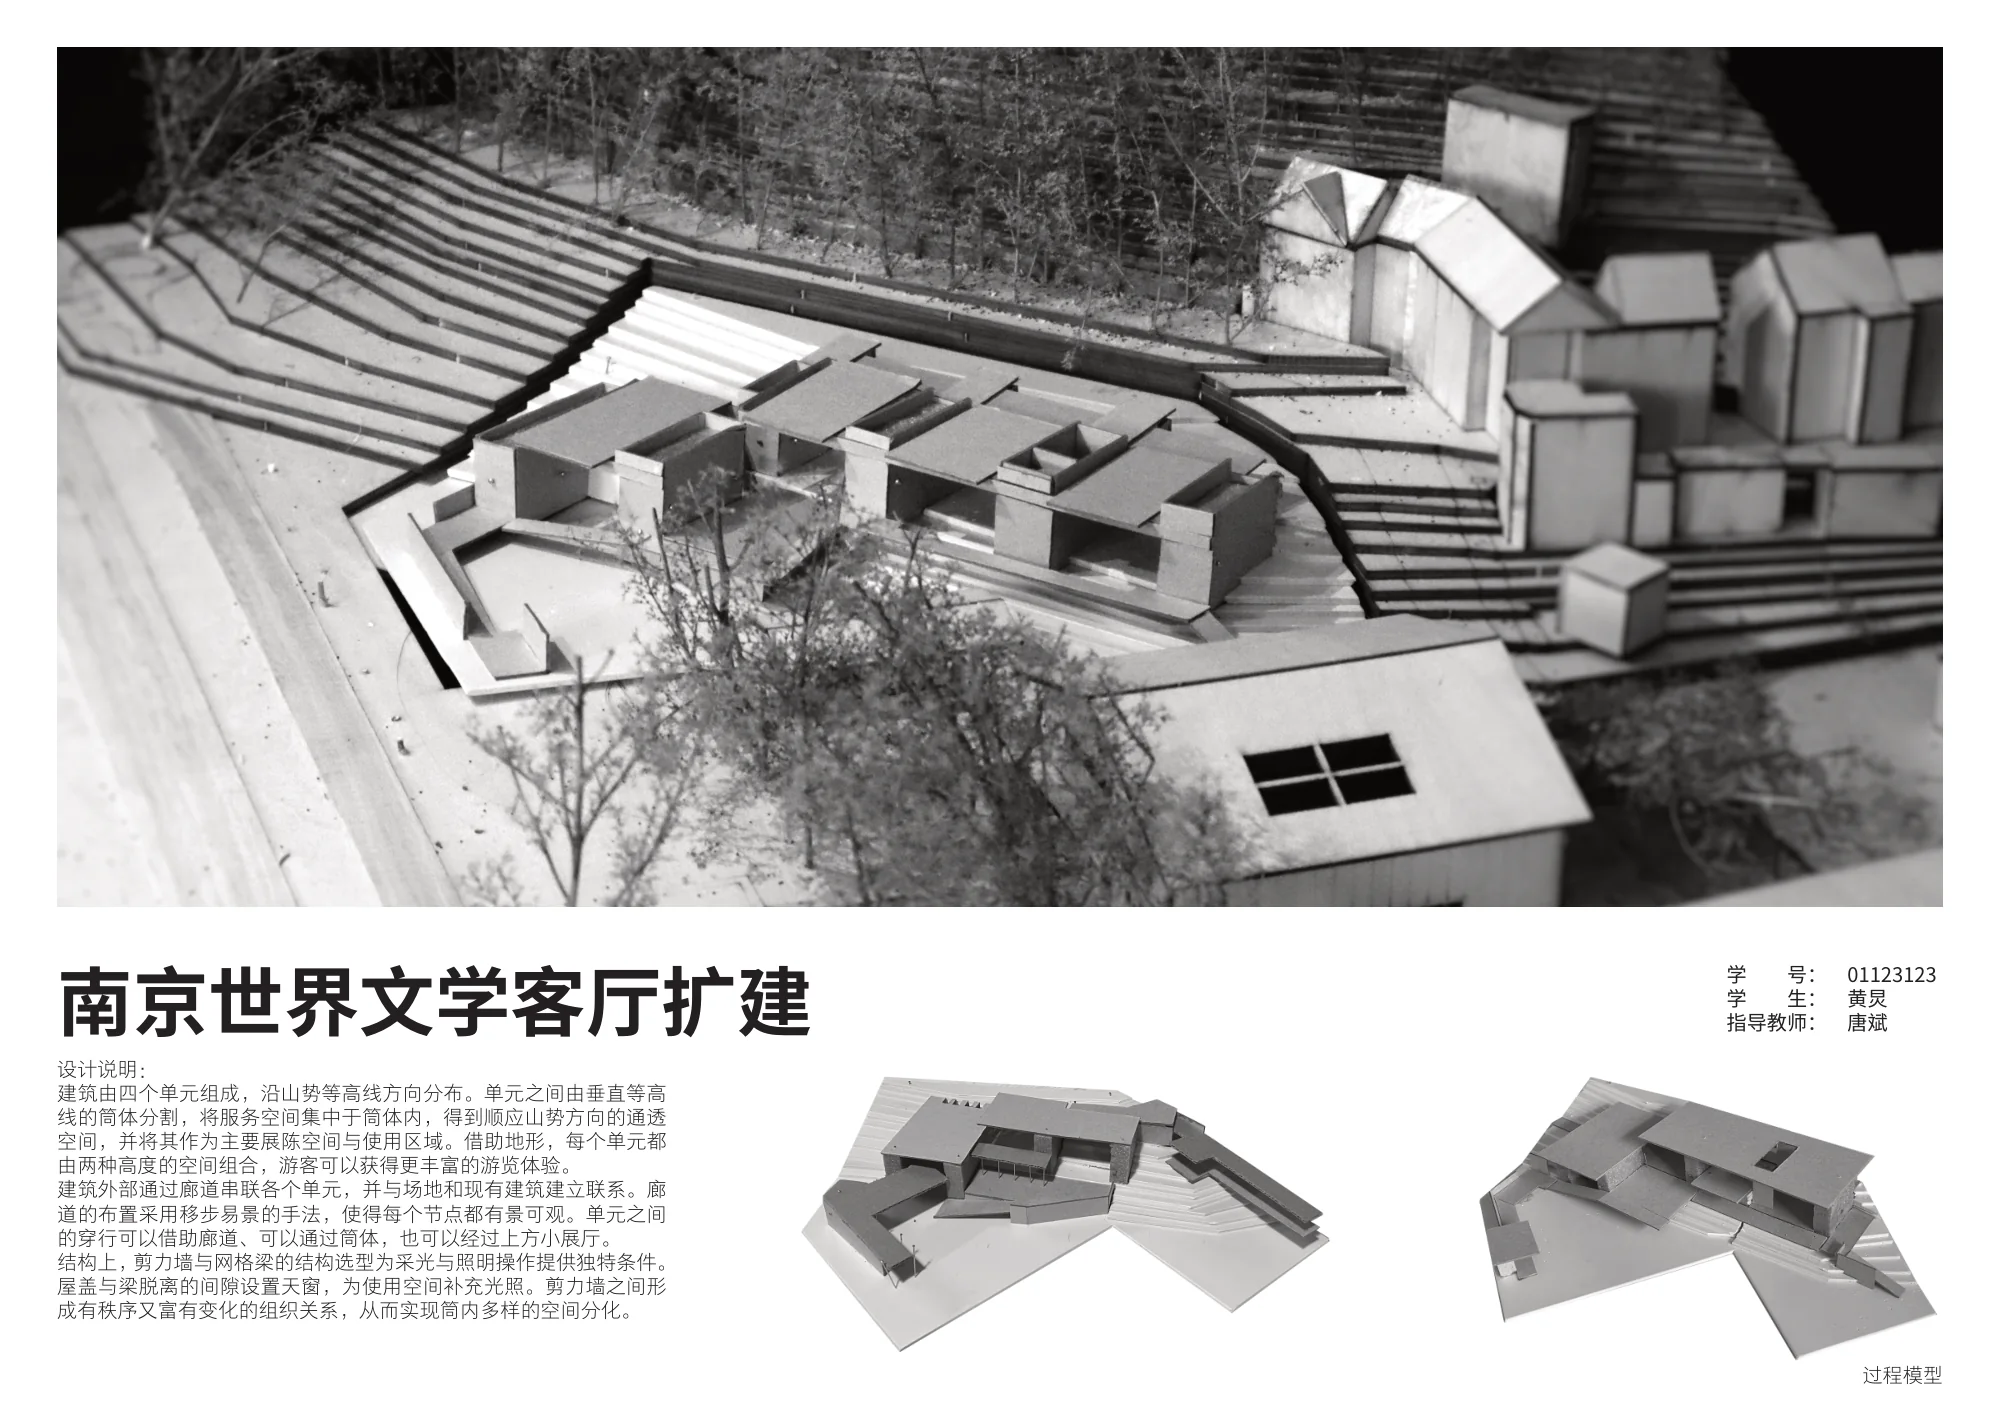 南京世界文学客厅扩建
学　　号： 01123123
学　　生： 黄炅
指导教师： 唐斌
设计说明：
建筑由四个单元组成，沿山势等高线方向分布。单元之间由垂直等高
线的筒体分割，将服务空间集中于筒体内，得到顺应山势方向的通透
空间，并将其作为主要展陈空间与使用区域。借助地形，每个单元都
由两种高度的空间组合，游客可以获得更丰富的游览体验。
建筑外部通过廊道串联各个单元，并与场地和现有建筑建立联系。廊
道的布置采用移步易景的手法，使得每个节点都有景可观。单元之间
的穿行可以借助廊道、可以通过筒体，也可以经过上方小展厅。
结构上，剪力墙与网格梁的结构选型为采光与照明操作提供独特条件。
屋盖与梁脱离的间隙设置天窗，为使用空间补充光照。剪力墙之间形
成有秩序又富有变化的组织关系，从而实现筒内多样的空间分化。
过程模型